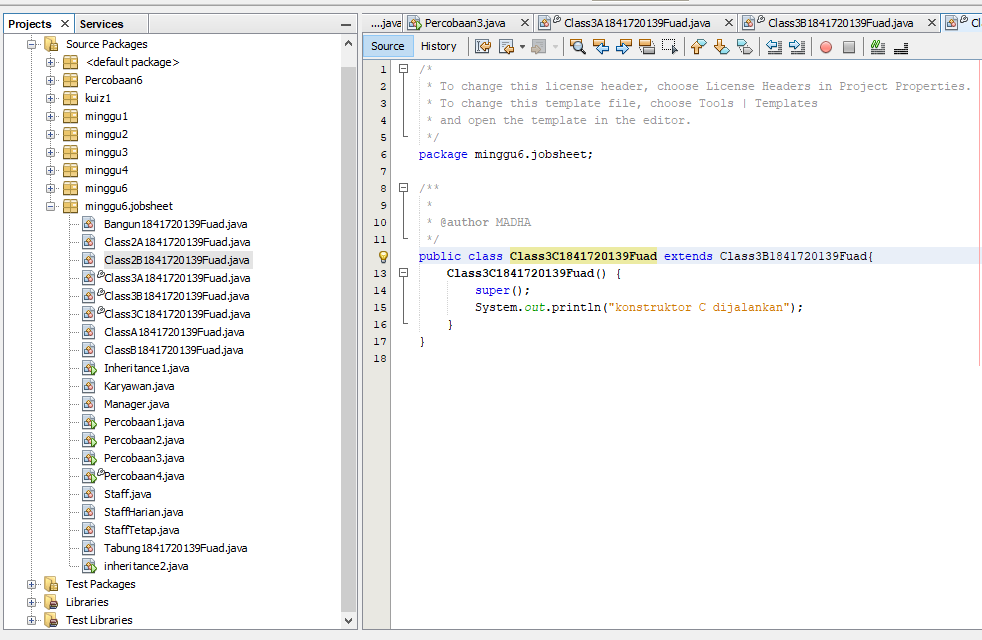 Projects
Services
Source Packages
<default package>
Percobaan6
kuiz1
minggu1
minggu2
minggu3
minggu4
minggu6
minggu6.jobsheet
Bangun1841720139Fuad.java
Class2A1841720139Fuad.java
Class2B1841720139Fuad.java
Class3A1841720139Fuad.java
Class3B1841720139Fuad.java
Class3C1841720139Fuad.java
ClassA1841720139Fuad.java
ClassB1841720139Fuad.java
Inheritance1.java
Karyawan.java
Manager.java
Percobaan1.java
Percobaan2.java
Percobaan3.java
Percobaan4.java
Staff.java
StaffHarian.java
StaffTetap.java
Tabung1841720139Fuad.java
inheritance2.java
Test Packages
Libraries
Test Libraries
....java Percobaan3.java Class3A1841720139Fuad.java Class3B1841720139Fuad.java
Source History
1 /*
2 * To change this license header, choose License Headers in Project Properties.
3 * To change this template file, choose Tools | Templates
4 * and open the template in the editor.
5 */
6 package minggu6.jobsheet;
7
8 /**
9 *
10 * @author MADHA
11 */
public class Class3C1841720139Fuad extends Class3B1841720139Fuad{
13 Class3C1841720139Fuad() {
14 super();
15 System.out.println("konstruktor C dijalankan");
16 }
17 }
18